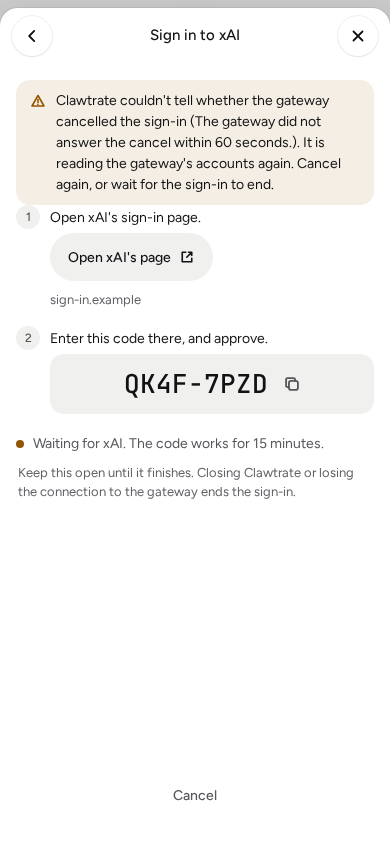 Sign in to xAI
Clawtrate couldn't tell whether the gateway
cancelled the sign-in (The gateway did not
answer the cancel within 60 seconds.). It is
reading the gateway's accounts again. Cancel
again, or wait for the sign-in to end.
1 Open xAI's sign-in page.
Open xAI's page
sign-in.example
2 Enter this code there, and approve.
QK4F-7PZD
Waiting for xAI. The code works for 15 minutes.
Keep this open until it finishes. Closing Clawtrate or losing
the connection to the gateway ends the sign-in.
Cancel